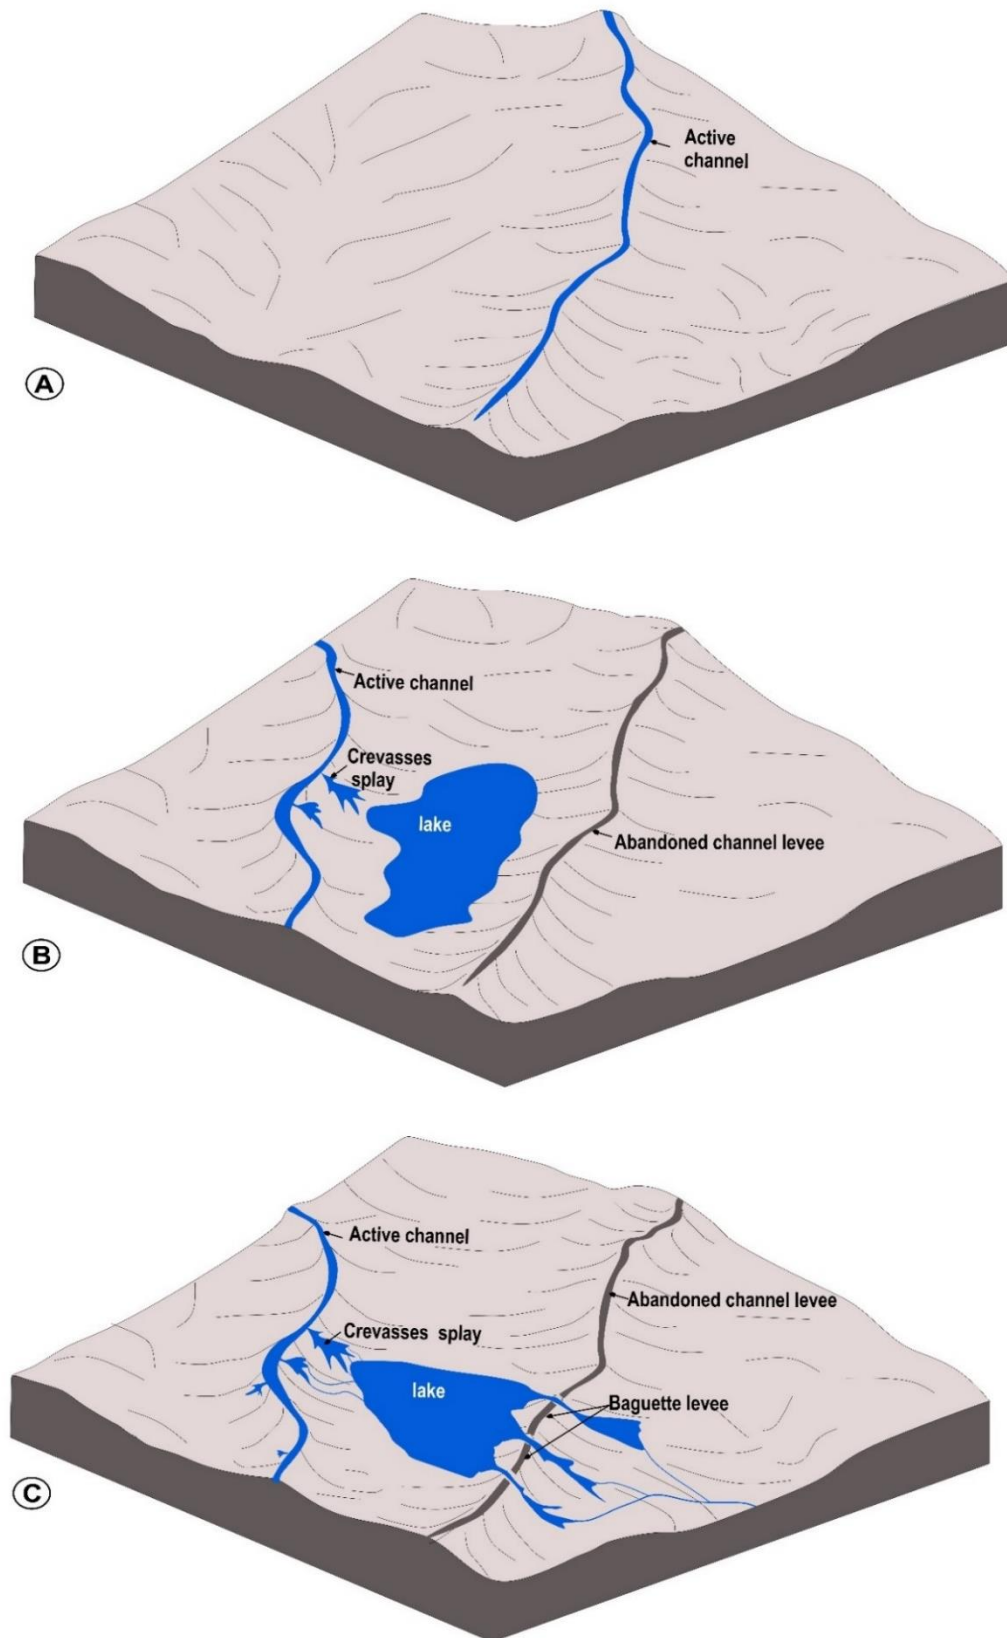 Active
channel
A
Active channel
Crevasses
splay
lake
Abandoned channel levee
B
Active channel
Abandoned channel levee
Crevasses splay
lake
Baguette levee
C